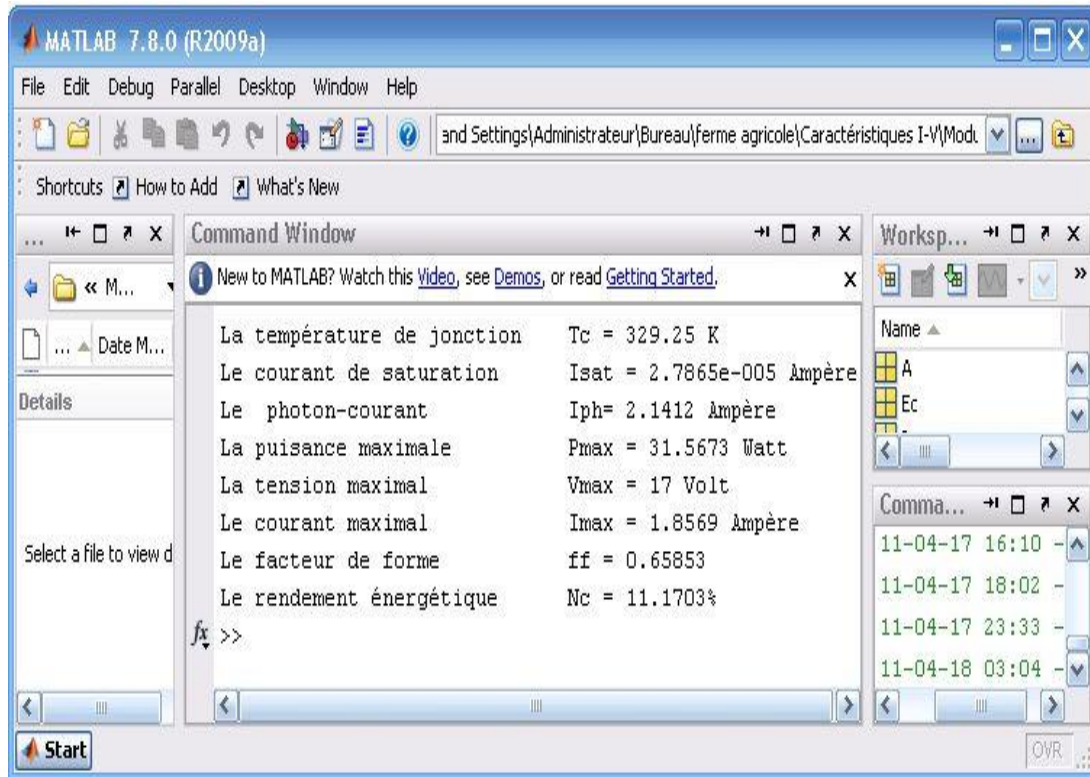 MATLAB 7.8.0 (R2009a)
File Edit Debug Parallel Desktop Window Help
and Settings\Administrateur\Bureau\ferme agricole\Caractéristiques I-V\Modu
Shortcuts How to Add What's New
...
« M...
... Date M...
Details
Select a file to view d
Command Window
New to MATLAB? Watch this Video, see Demos, or read Getting Started.
La température de jonction Tc = 329.25 K
Le courant de saturation Isat = 2.7865e-005 Ampère
Le photon-courant Iph= 2.1412 Ampère
La puisance maximale Pmax = 31.5673 Watt
La tension maximal Vmax = 17 Volt
Le courant maximal Imax = 1.8569 Ampère
Le facteur de forme ff = 0.65853
Le rendement énergétique Nc = 11.1703%
fx >>
Worksp...
Name
A
Ec
Comma...
11-04-17 16:10 -
11-04-17 18:02 -
11-04-17 23:33 -
11-04-18 03:04 -
Start
OVR